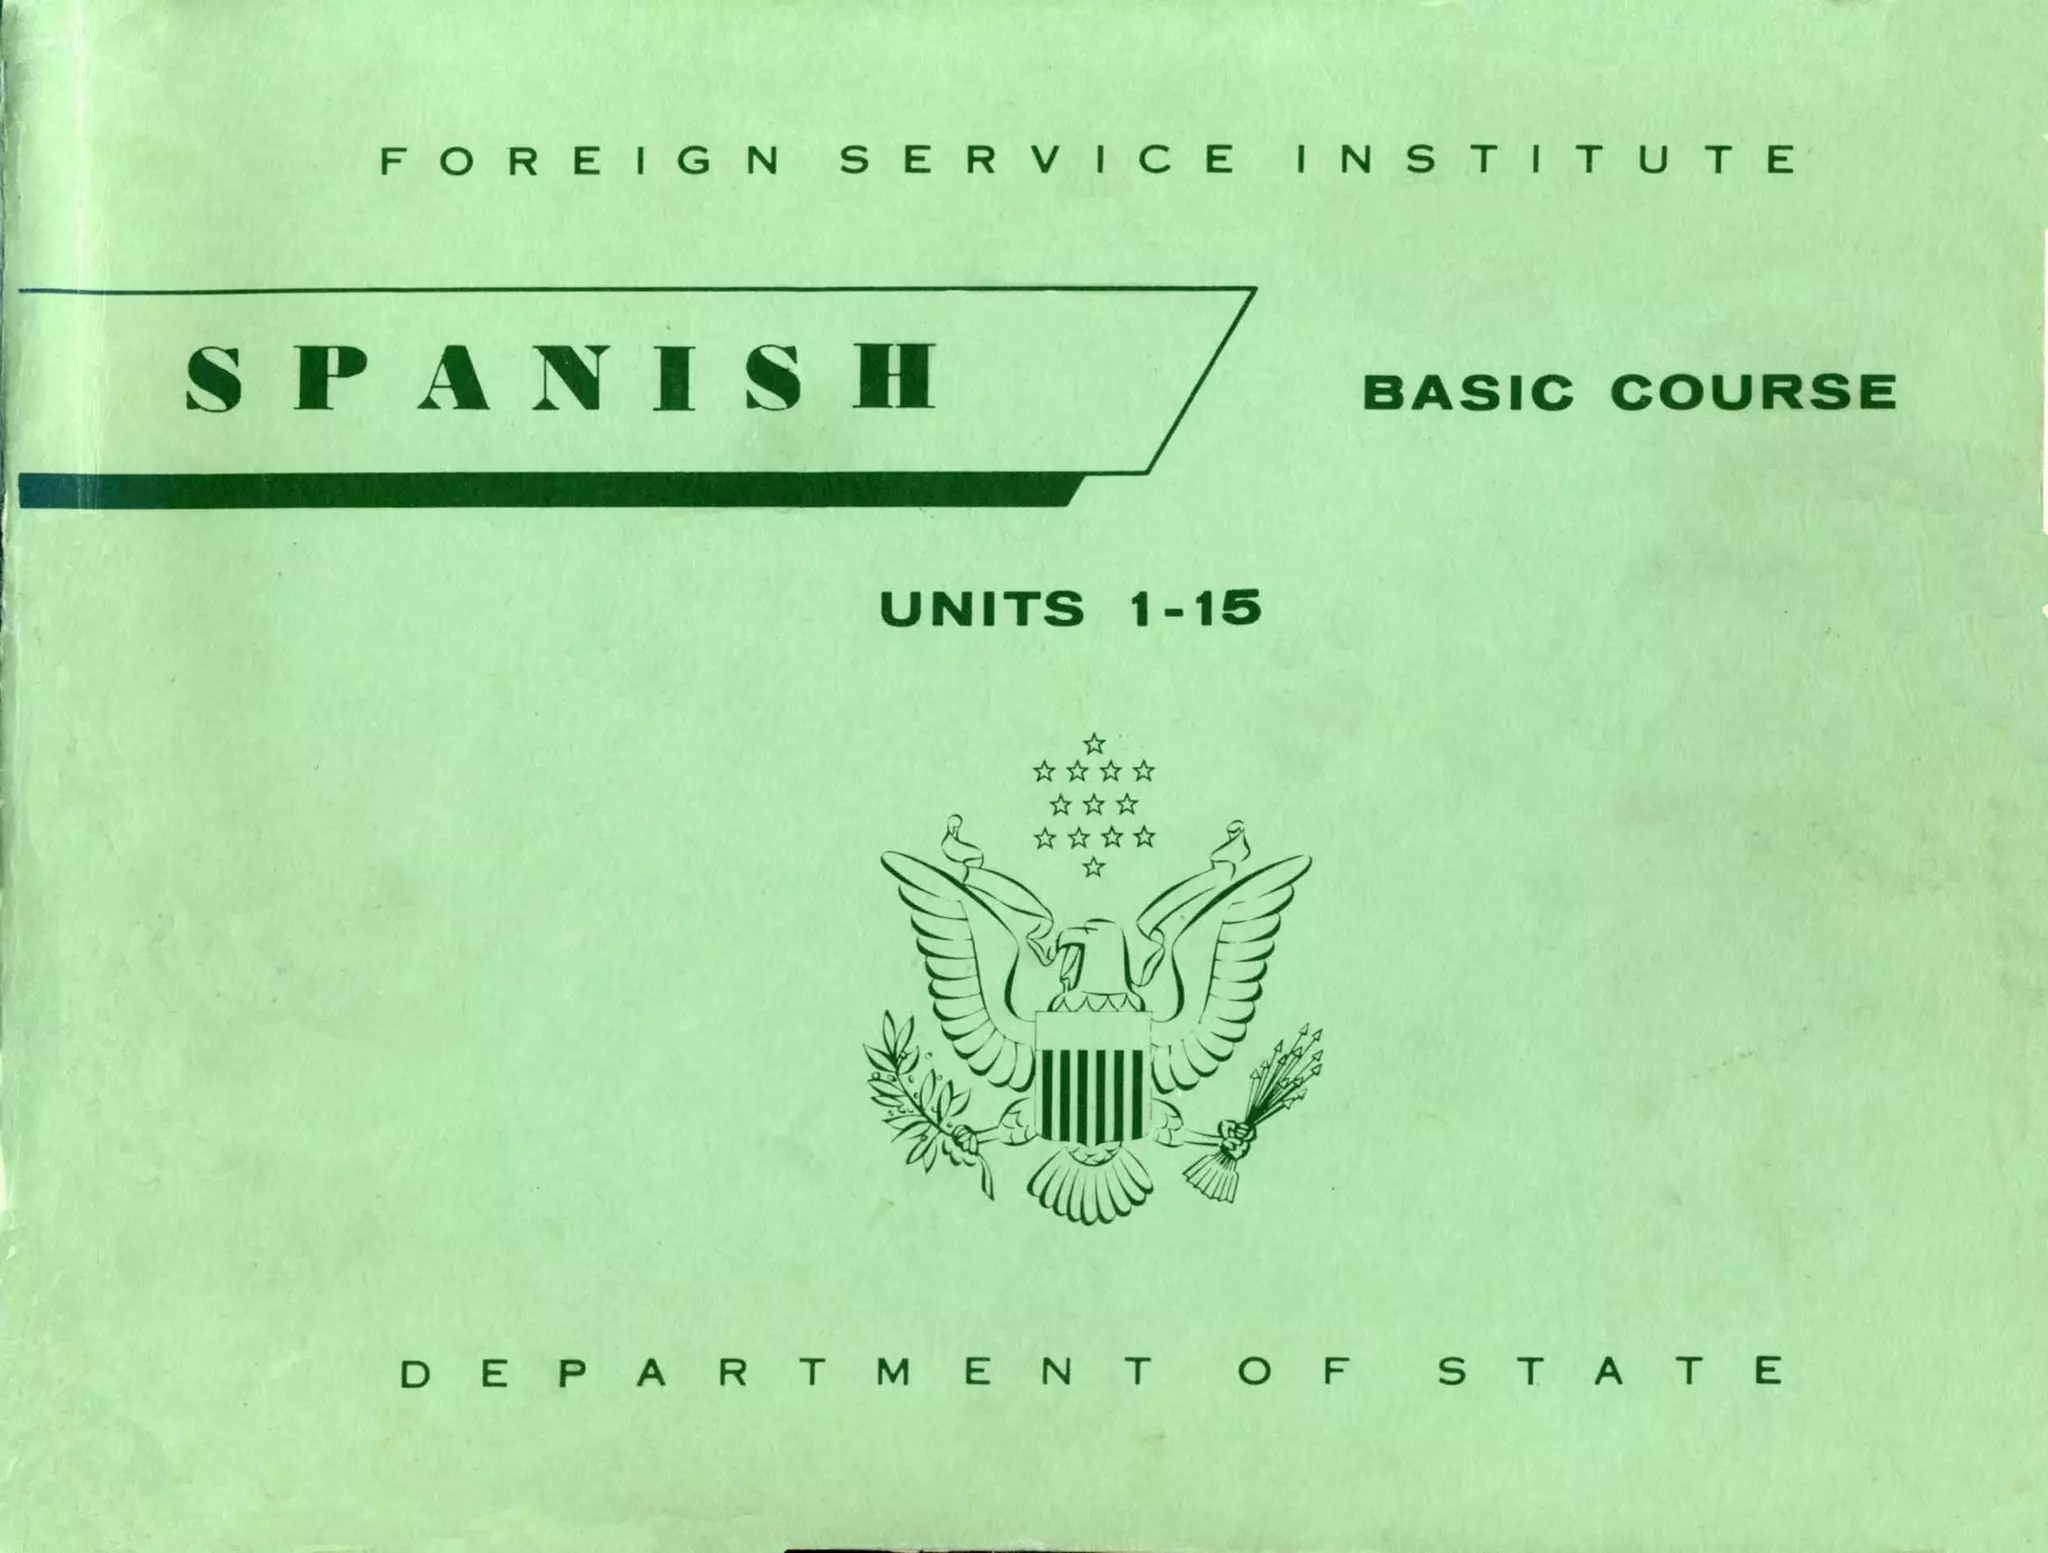 FOREIGN SERVICE INSTITUTE
SPANISH
BASIC COURSE
UNITS 1-15
DEPARTMENT OF STATE